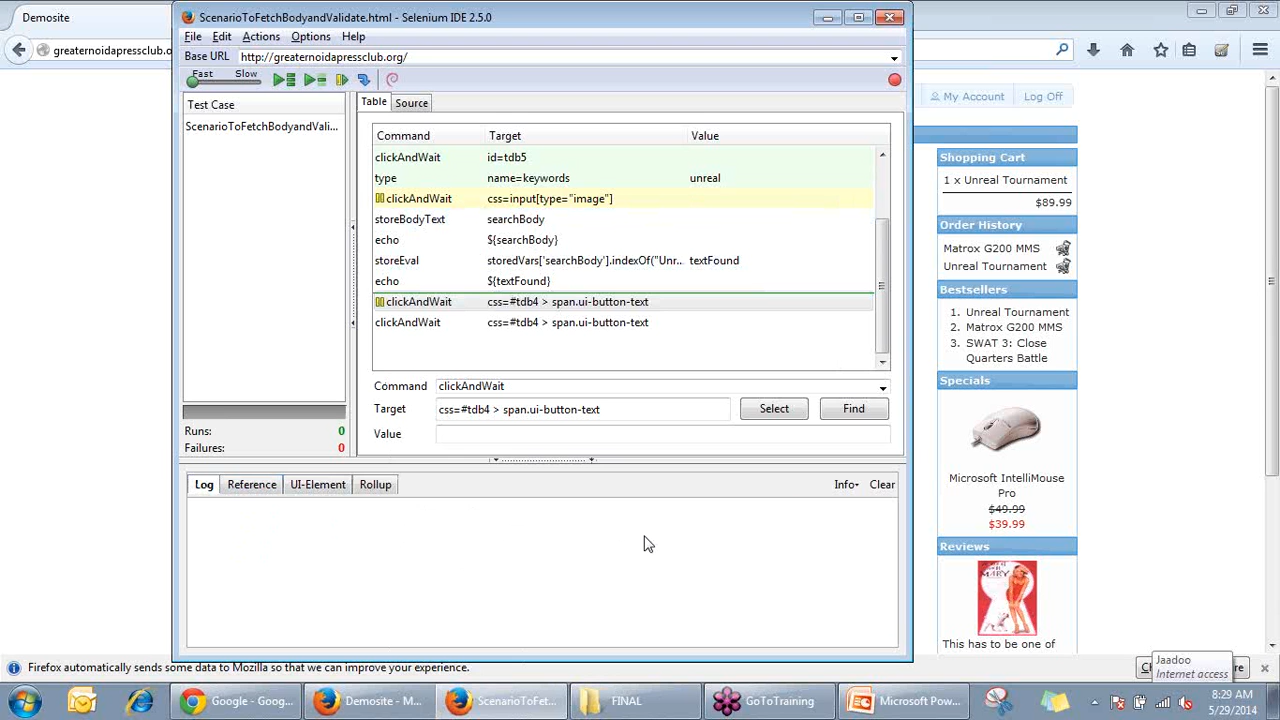 Demosite
greaternoidapressclub.o
ScenarioToFetchBodyandValidate.html - Selenium IDE 2.5.0
File Edit Actions Options Help
Base URL http://greaternoidapressclub.org/
Fast Slow
Test Case
ScenarioToFetchBodyandVali...
Table Source
Command Target Value
clickAndWait id=tdb5
type name=keywords unreal
clickAndWait css=input[type="image"]
storeBodyText searchBody
echo ${searchBody}
storeEval storedVars['searchBody'].indexOf("Unr... textFound
echo ${textFound}
clickAndWait css=#tdb4 > span.ui-button-text
clickAndWait css=#tdb4 > span.ui-button-text
Command clickAndWait
Target css=#tdb4 > span.ui-button-text Select Find
Value
Runs: 0
Failures: 0
Log Reference UI-Element Rollup Info Clear
My Account Log Off
Shopping Cart
1 x Unreal Tournament
$89.99
Order History
Matrox G200 MMS
Unreal Tournament
Bestsellers
1. Unreal Tournament
2. Matrox G200 MMS
3. SWAT 3: Close
Quarters Battle
Specials
Microsoft IntelliMouse
Pro
$49.99
$39.99
Reviews
This has to be one of
Firefox automatically sends some data to Mozilla so that we can improve your experience.
Jaadoo
Internet access
Google - Goog...
Demosite - M...
ScenarioToFet...
FINAL
GoToTraining
Microsoft Pow...
8:29 AM
5/29/2014